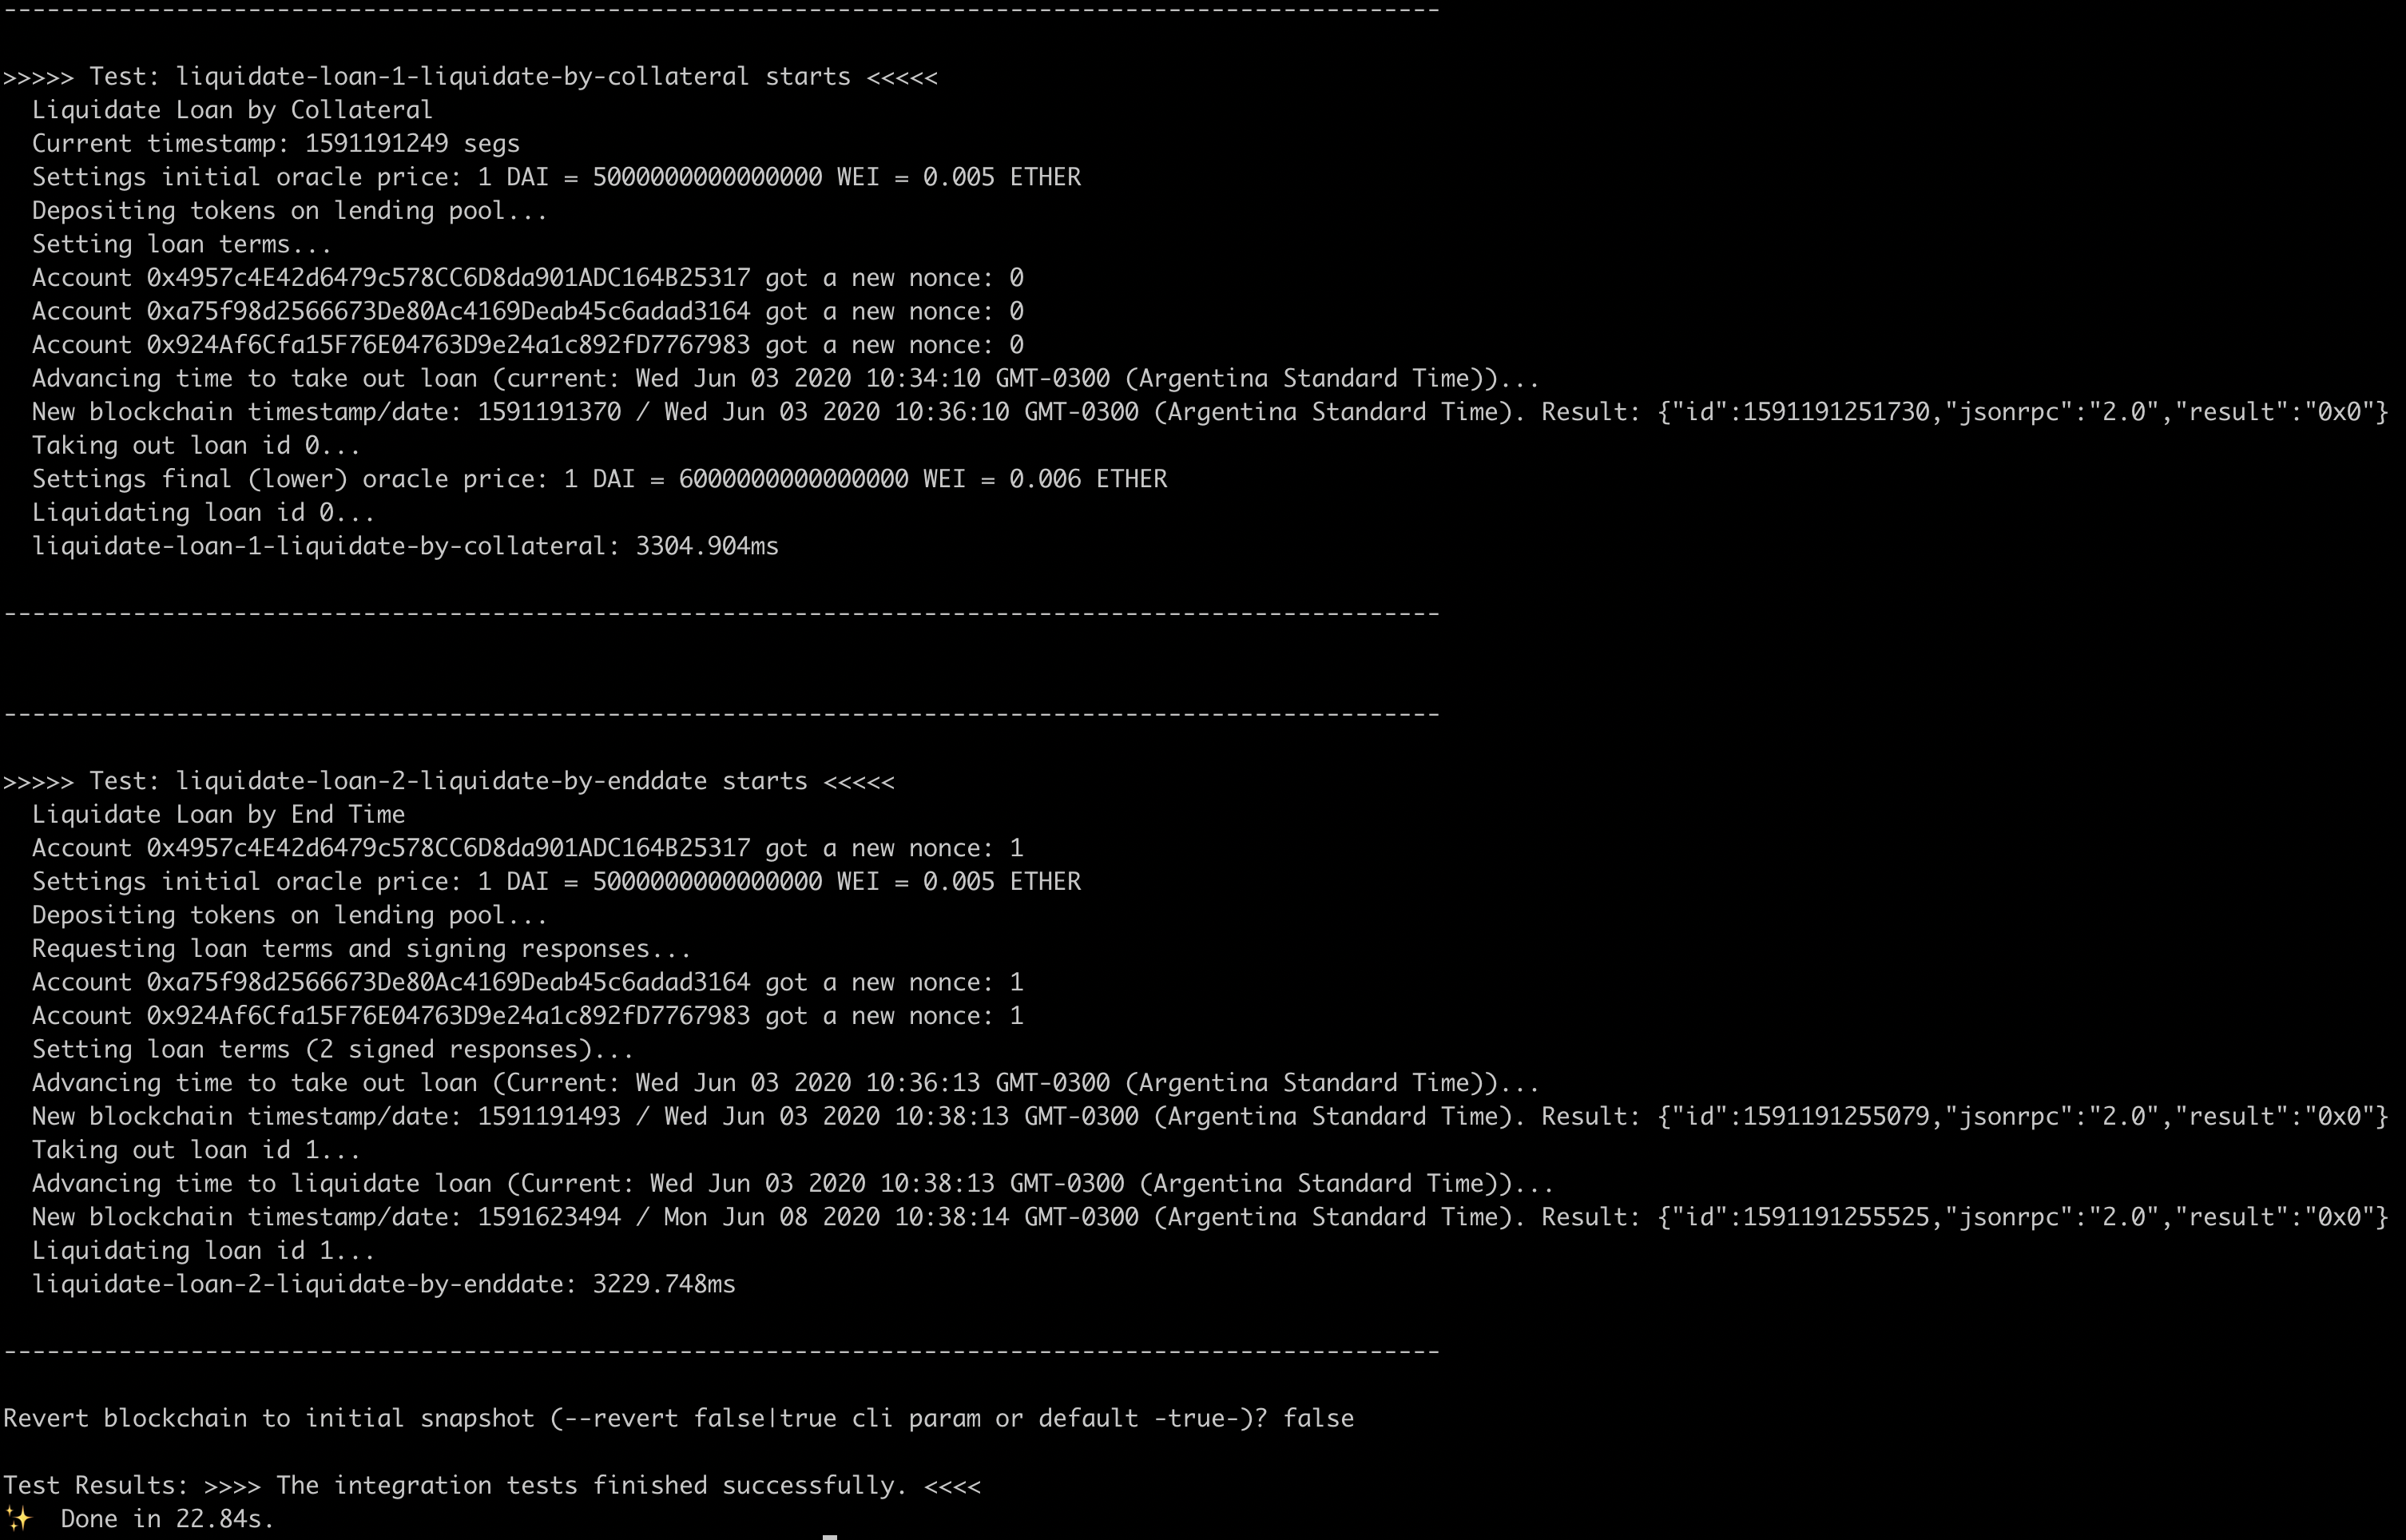 ----------------------------------------------------------------------------------------------------
>>>>> Test: liquidate-loan-1-liquidate-by-collateral starts <<<<<
Liquidate Loan by Collateral
Current timestamp: 1591191249 segs
Settings initial oracle price: 1 DAI = 5000000000000000 WEI = 0.005 ETHER
Depositing tokens on lending pool...
Setting loan terms...
Account 0x4957c4E42d6479c578CC6D8da901ADC164B25317 got a new nonce: 0
Account 0xa75f98d2566673De80Ac4169Deab45c6adad3164 got a new nonce: 0
Account 0x924Af6Cfa15F76E04763D9e24a1c892fD7767983 got a new nonce: 0
Advancing time to take out loan (current: Wed Jun 03 2020 10:34:10 GMT-0300 (Argentina Standard Time))...
New blockchain timestamp/date: 1591191370 / Wed Jun 03 2020 10:36:10 GMT-0300 (Argentina Standard Time). Result: {"id":1591191251730,"jsonrpc":"2.0","result":"0x0"}
Taking out loan id 0...
Settings final (lower) oracle price: 1 DAI = 6000000000000000 WEI = 0.006 ETHER
Liquidating loan id 0...
liquidate-loan-1-liquidate-by-collateral: 3304.904ms
----------------------------------------------------------------------------------------------------
----------------------------------------------------------------------------------------------------
>>>>> Test: liquidate-loan-2-liquidate-by-enddate starts <<<<<
Liquidate Loan by End Time
Account 0x4957c4E42d6479c578CC6D8da901ADC164B25317 got a new nonce: 1
Settings initial oracle price: 1 DAI = 5000000000000000 WEI = 0.005 ETHER
Depositing tokens on lending pool...
Requesting loan terms and signing responses...
Account 0xa75f98d2566673De80Ac4169Deab45c6adad3164 got a new nonce: 1
Account 0x924Af6Cfa15F76E04763D9e24a1c892fD7767983 got a new nonce: 1
Setting loan terms (2 signed responses)...
Advancing time to take out loan (Current: Wed Jun 03 2020 10:36:13 GMT-0300 (Argentina Standard Time))...
New blockchain timestamp/date: 1591191493 / Wed Jun 03 2020 10:38:13 GMT-0300 (Argentina Standard Time). Result: {"id":1591191255079,"jsonrpc":"2.0","result":"0x0"}
Taking out loan id 1...
Advancing time to liquidate loan (Current: Wed Jun 03 2020 10:38:13 GMT-0300 (Argentina Standard Time))...
New blockchain timestamp/date: 1591623494 / Mon Jun 08 2020 10:38:14 GMT-0300 (Argentina Standard Time). Result: {"id":1591191255525,"jsonrpc":"2.0","result":"0x0"}
Liquidating loan id 1...
liquidate-loan-2-liquidate-by-enddate: 3229.748ms
----------------------------------------------------------------------------------------------------
Revert blockchain to initial snapshot (--revert false|true cli param or default -true-)? false
Test Results: >>>> The integration tests finished successfully. <<<<
✨ Done in 22.84s.